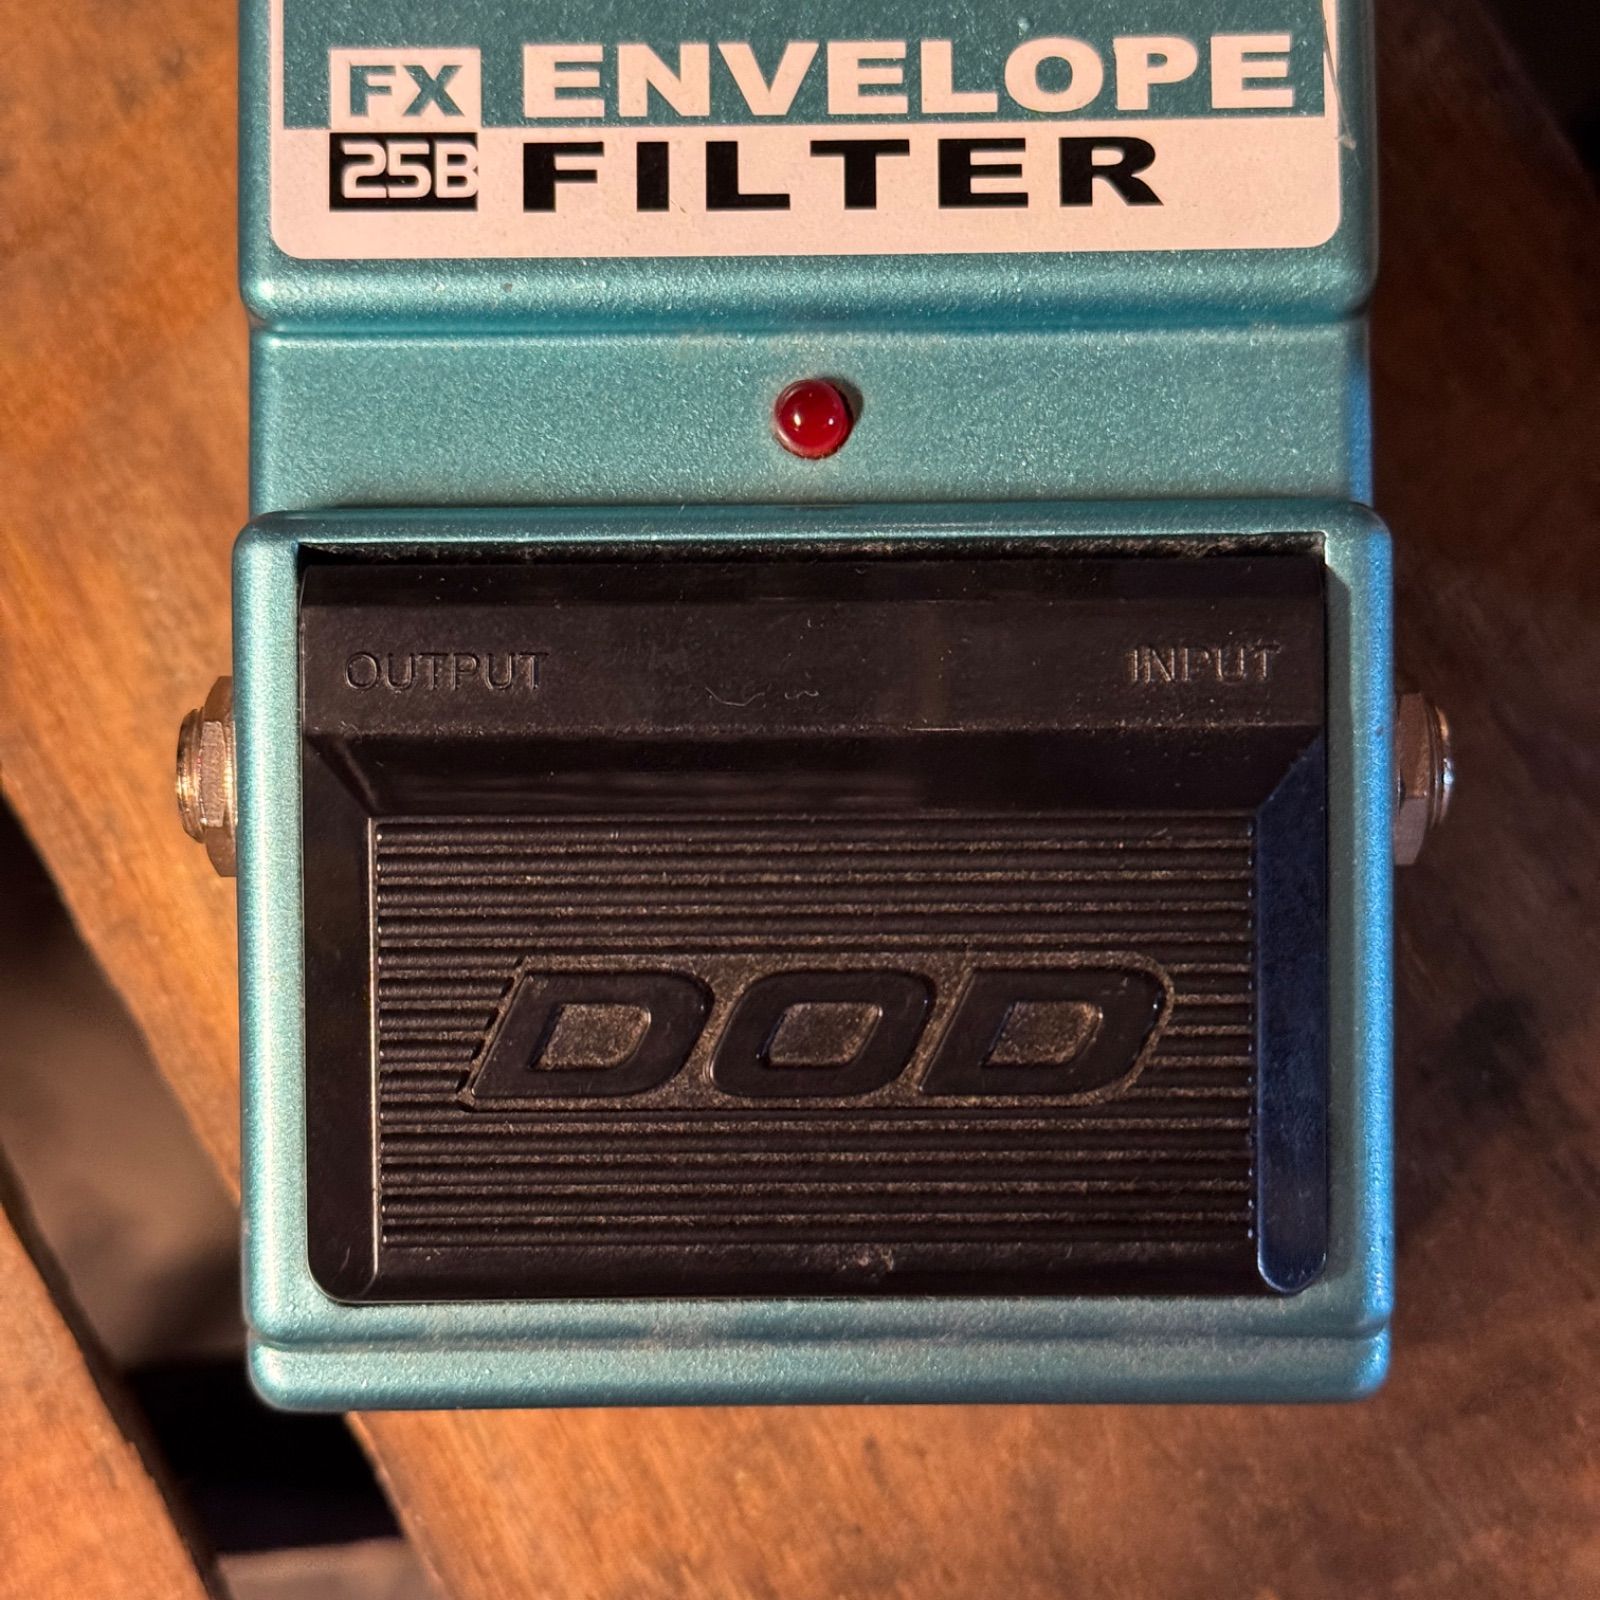 FX ENVELOPE
25B FILTER
OUTPUT INPUT
DOD